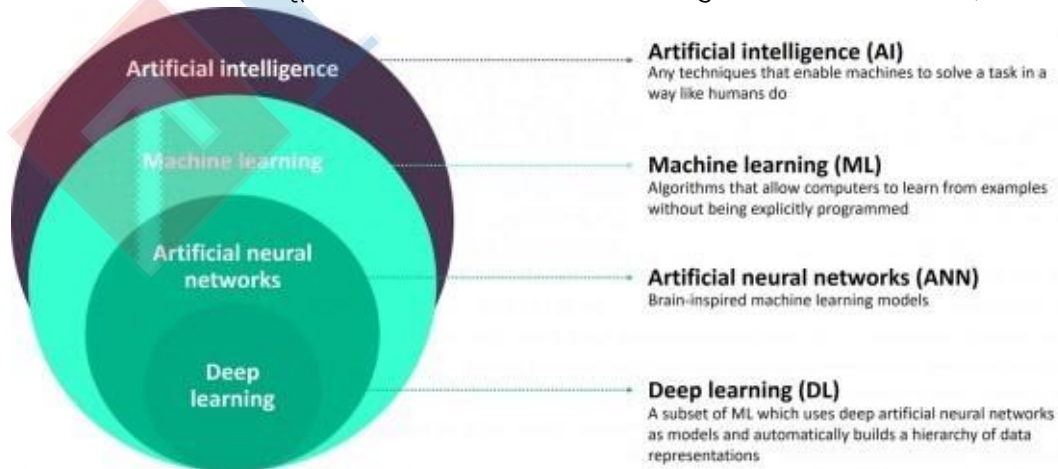 Artificial intelligence
Machine learning
Artificial neural
networks
Deep
learning
Artificial intelligence (AI)
Any techniques that enable machines to solve a task in a
way like humans do
Machine learning (ML)
Algorithms that allow computers to learn from examples
without being explicitly programmed
Artificial neural networks (ANN)
Brain-inspired machine learning models
Deep learning (DL)
A subset of ML which uses deep artificial neural networks
as models and automatically builds a hierarchy of data
representations